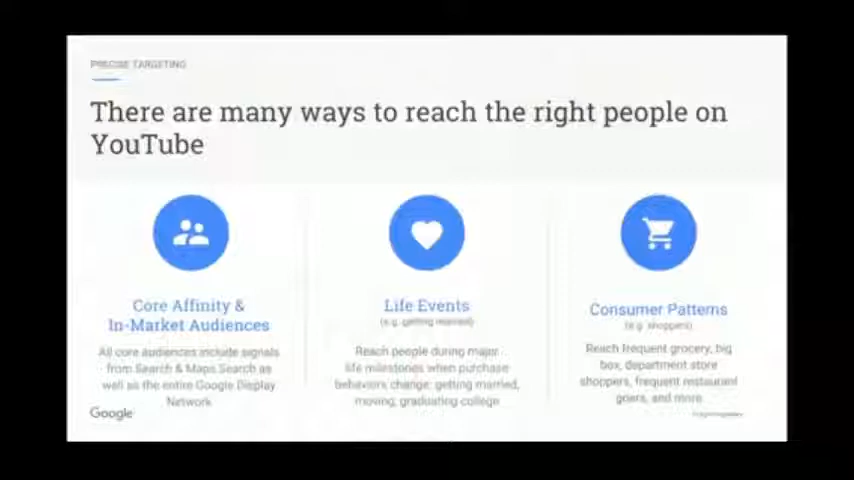 PRECISE TARGETING
There are many ways to reach the right people on
YouTube
Core Affinity &
In-Market Audiences
All core audiences include signals
from Search & Maps Search as
well as the entire Google Display
Network.
Life Events
(e.g. getting married)
Reach people during major
life milestones when purchase
behaviors change: getting married,
moving, graduating college
Consumer Patterns
(e.g. shoppers)
Reach frequent grocery, big
box, department store
shoppers, frequent restaurant
goers, and more
Google